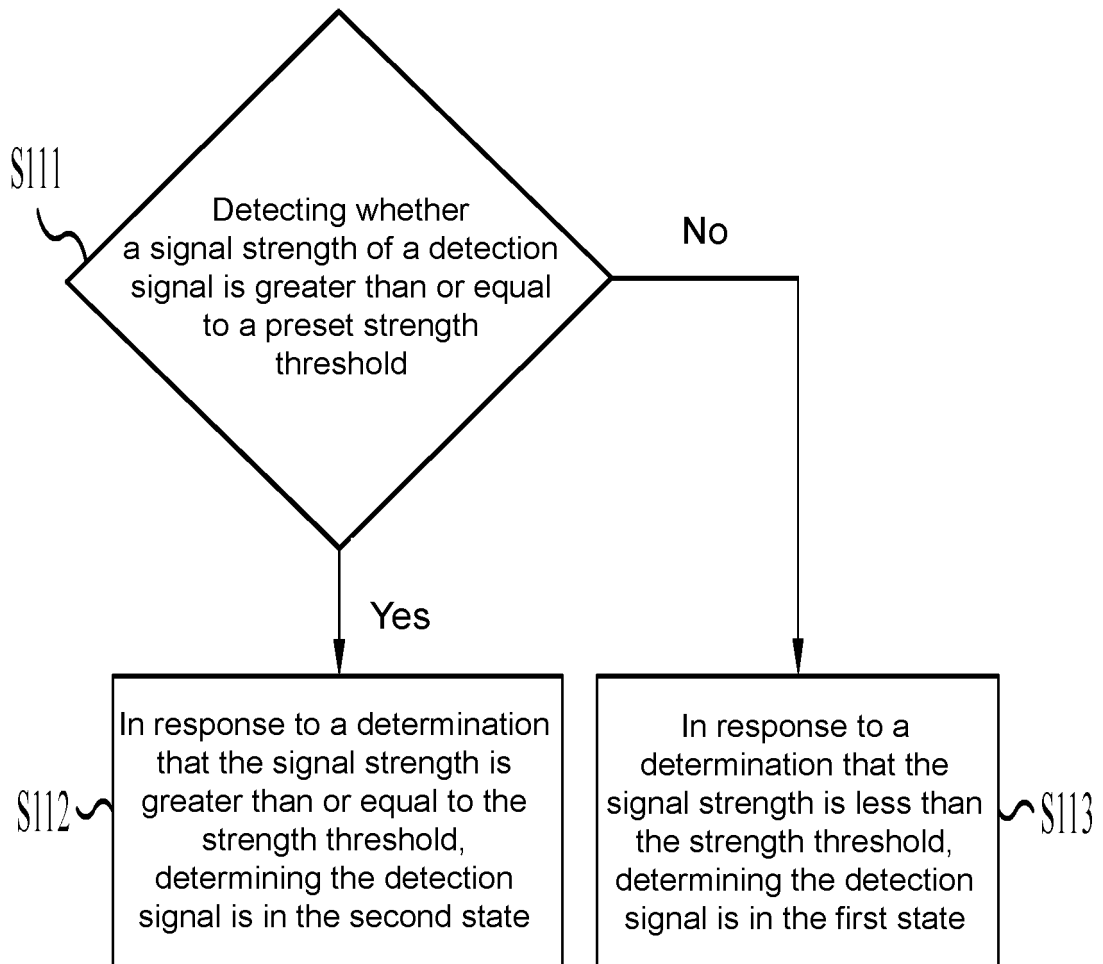 S111
Detecting whether
a signal strength of a detection
signal is greater than or equal
to a preset strength
threshold
No
Yes
In response to a determination
that the signal strength is
greater than or equal to the
strength threshold,
determining the detection
signal is in the second state
S112
In response to a
determination that the
signal strength is less than
the strength threshold,
determining the detection
signal is in the first state
S113